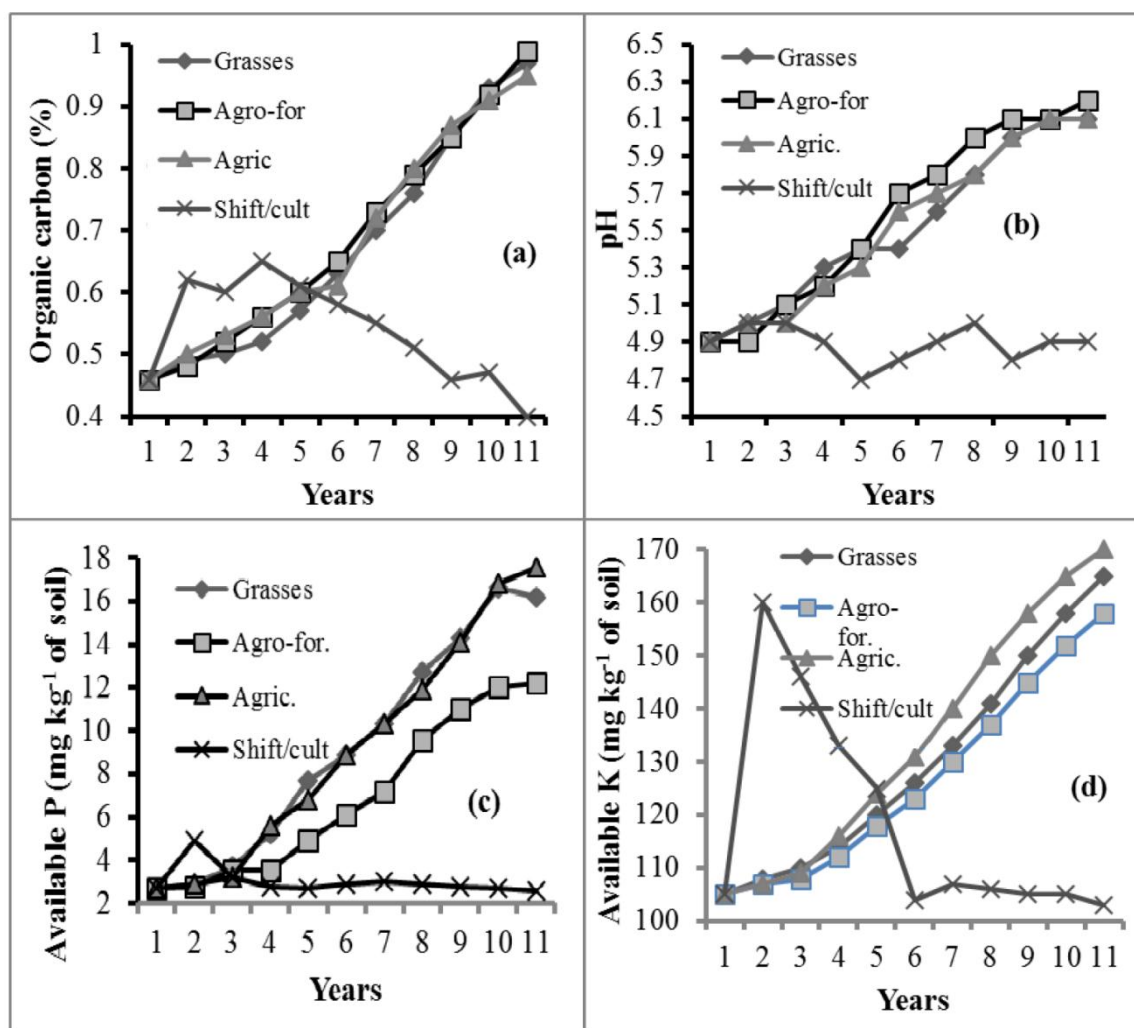 1
0.9
0.8
0.7
0.6
0.5
0.4
Organic carbon (%)
Grasses
Agro-for
Agric
Shift/cult
(a)
1 2 3 4 5 6 7 8 9 10 11
Years
6.5
6.3
6.1
5.9
5.7
5.5
5.3
5.1
4.9
4.7
4.5
pH
Grasses
Agro-for
Agric.
Shift/cult
(b)
1 2 3 4 5 6 7 8 9 10 11
Years
18
16
14
12
10
8
6
4
2
Available P (mg kg⁻¹ of soil)
Grasses
Agro-for.
Agric.
Shift/cult
(c)
1 2 3 4 5 6 7 8 9 10 11
Years
170
160
150
140
130
120
110
100
Available K (mg kg⁻¹ of soil)
Grasses
Agro-
for.
Agric.
Shift/cult
(d)
1 2 3 4 5 6 7 8 9 10 11
Years